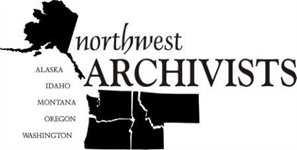 northwest
ARCHIVISTS
ALASKA
IDAHO
MONTANA
OREGON
WASHINGTON